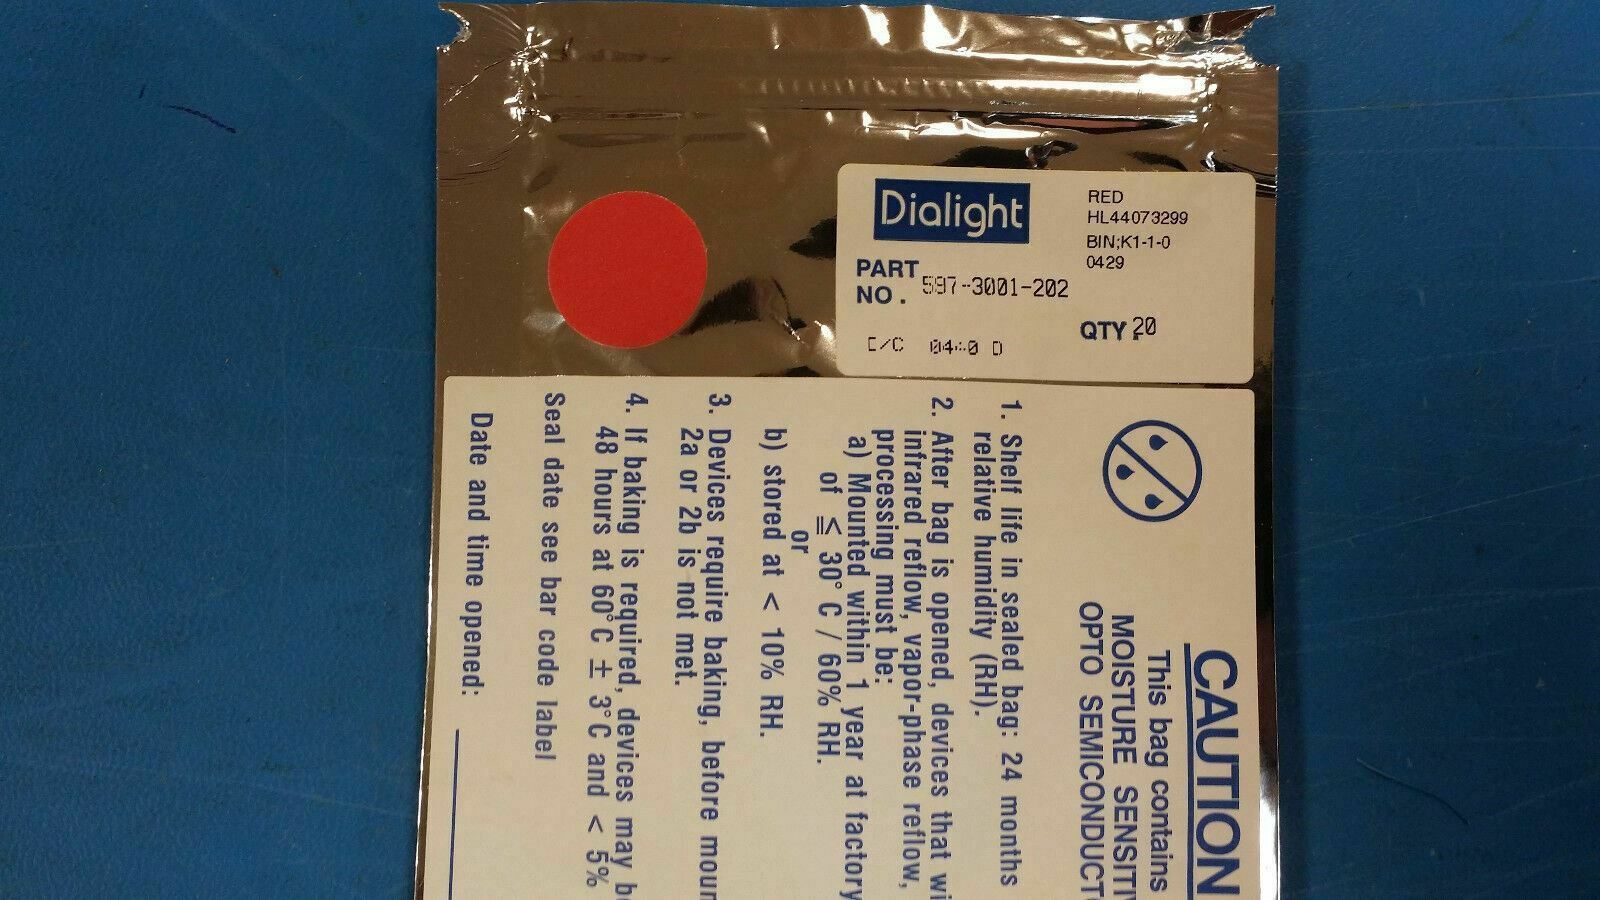 Dialight
RED
HL44073299
BIN;K1-1-0
0429
PART
NO. 597-3001-202
QTY 20
CAUTION
This bag contains
MOISTURE SENSITIV
OPTO SEMICONDUCT
1. Shelf life in sealed bag: 24 months
relative humidity (RH).
2. After bag is opened, devices that wi
infrared reflow, vapor-phase reflow,
processing must be:
a) Mounted within 1 year at factory
of ≦ 30°C / 60% RH.
or
b) stored at < 10% RH.
3. Devices require baking, before moun
2a or 2b is not met.
4. If baking is required, devices may be
48 hours at 60°C ± 3°C and < 5%
Seal date see bar code label
Date and time opened: